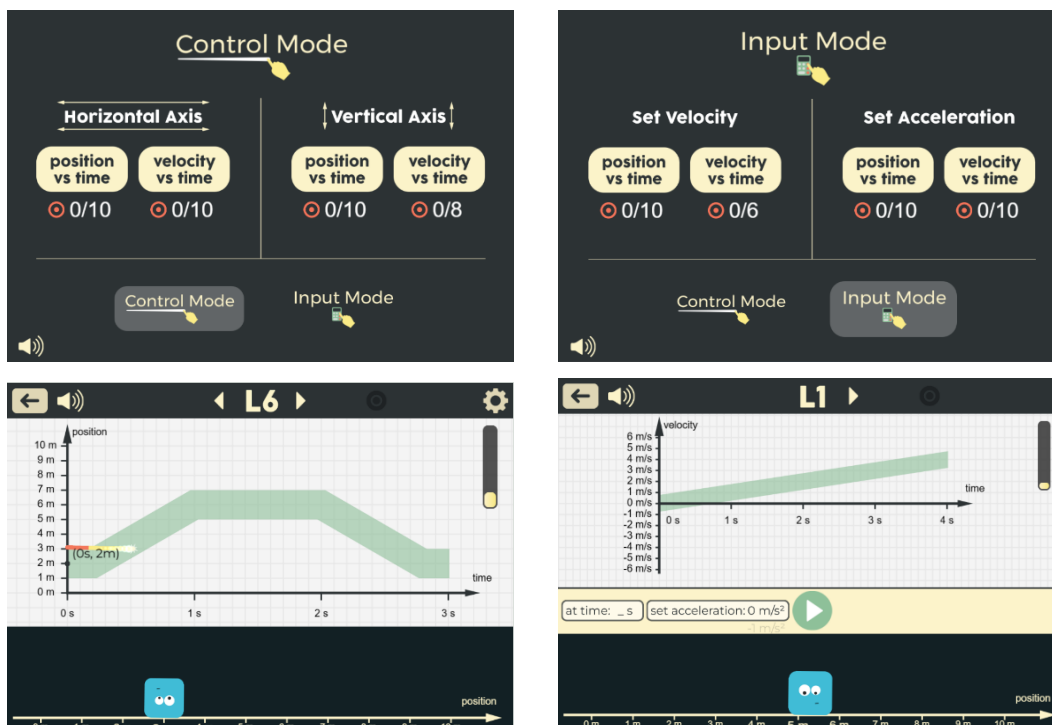 Control Mode
Horizontal Axis
Vertical Axis
position vs time
velocity vs time
position vs time
velocity vs time
0/10
0/10
0/10
0/8
Control Mode
Input Mode
Input Mode
Set Velocity
Set Acceleration
position vs time
velocity vs time
position vs time
velocity vs time
0/10
0/6
0/10
0/10
Control Mode
Input Mode
L6
position
10 m
9 m
8 m
7 m
6 m
5 m
4 m
3 m
(0s, 2m)
2 m
1 m
0 m
time
0 s
1 s
2 s
3 s
position
L1
velocity
6 m/s
5 m/s
4 m/s
3 m/s
2 m/s
1 m/s
0 m/s
-1 m/s
-2 m/s
-3 m/s
-4 m/s
-5 m/s
-6 m/s
time
0 s
1 s
2 s
3 s
4 s
at time: _ s
set acceleration: 0 m/s²
-1 m/s²
position
0 m
1 m
2 m
3 m
4 m
5 m
6 m
7 m
8 m
9 m
10 m